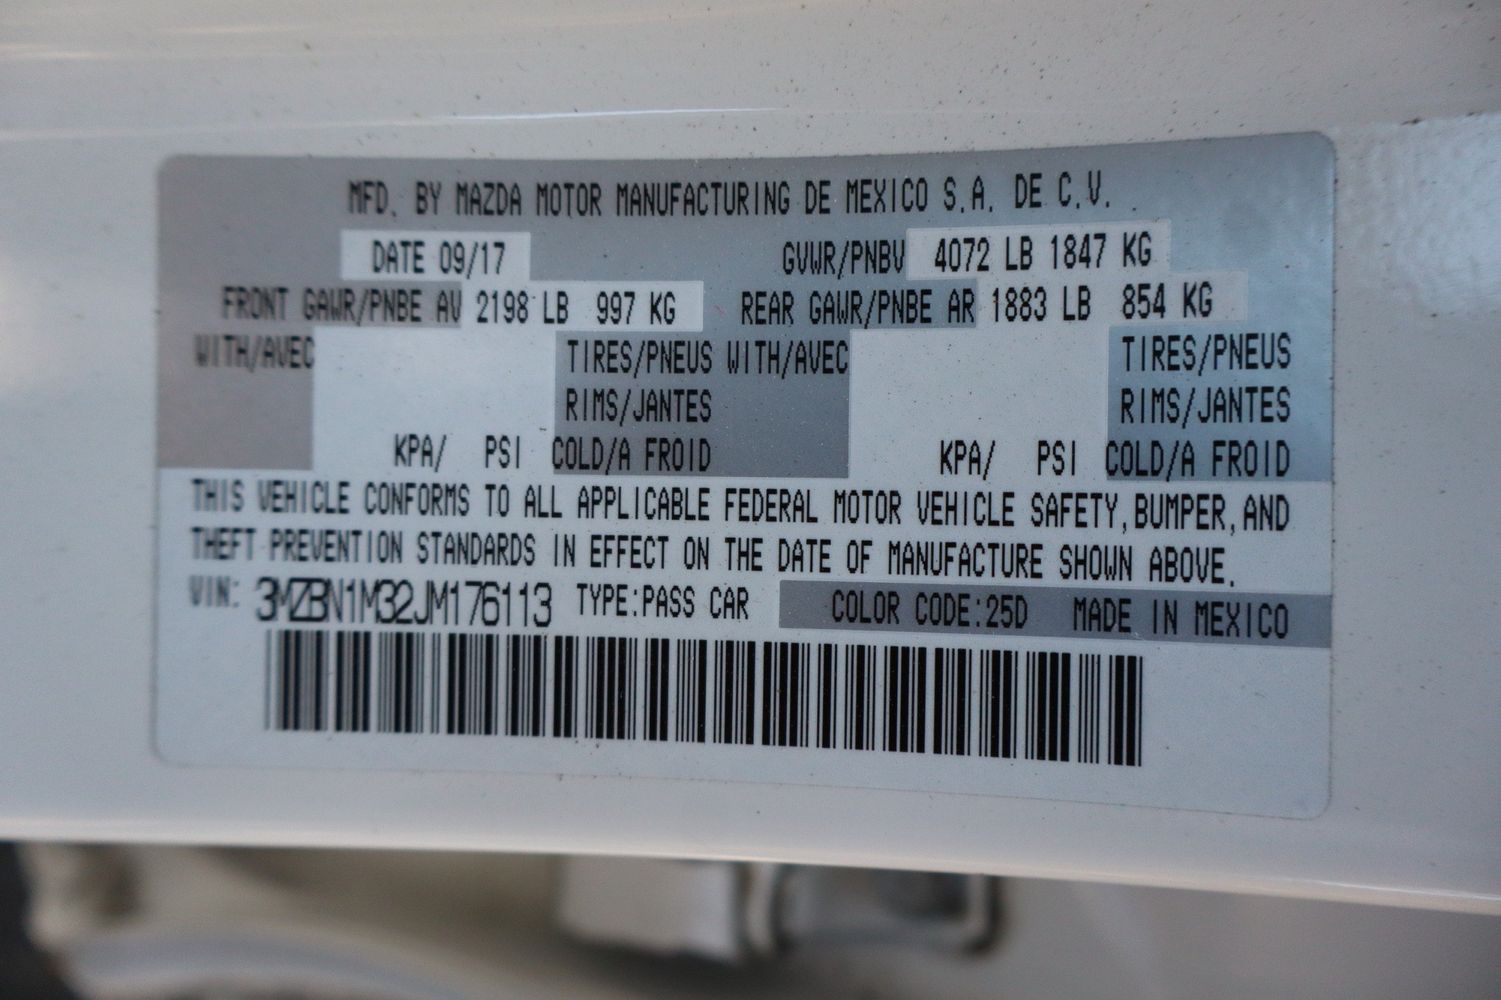 MFD. BY MAZDA MOTOR MANUFACTURING DE MEXICO S.A. DE C.V.
DATE 09/17 GVWR/PNBV 4072 LB 1847 KG
FRONT GAWR/PNBE AV 2198 LB 997 KG REAR GAWR/PNBE AR 1883 LB 854 KG
WITH/AVEC TIRES/PNEUS WITH/AVEC TIRES/PNEUS
RIMS/JANTES RIMS/JANTES
KPA/ PSI COLD/A FROID KPA/ PSI COLD/A FROID
THIS VEHICLE CONFORMS TO ALL APPLICABLE FEDERAL MOTOR VEHICLE SAFETY, BUMPER, AND
THEFT PREVENTION STANDARDS IN EFFECT ON THE DATE OF MANUFACTURE SHOWN ABOVE.
VIN: 3MZBN1M32JM176113 TYPE:PASS CAR COLOR CODE:25D MADE IN MEXICO